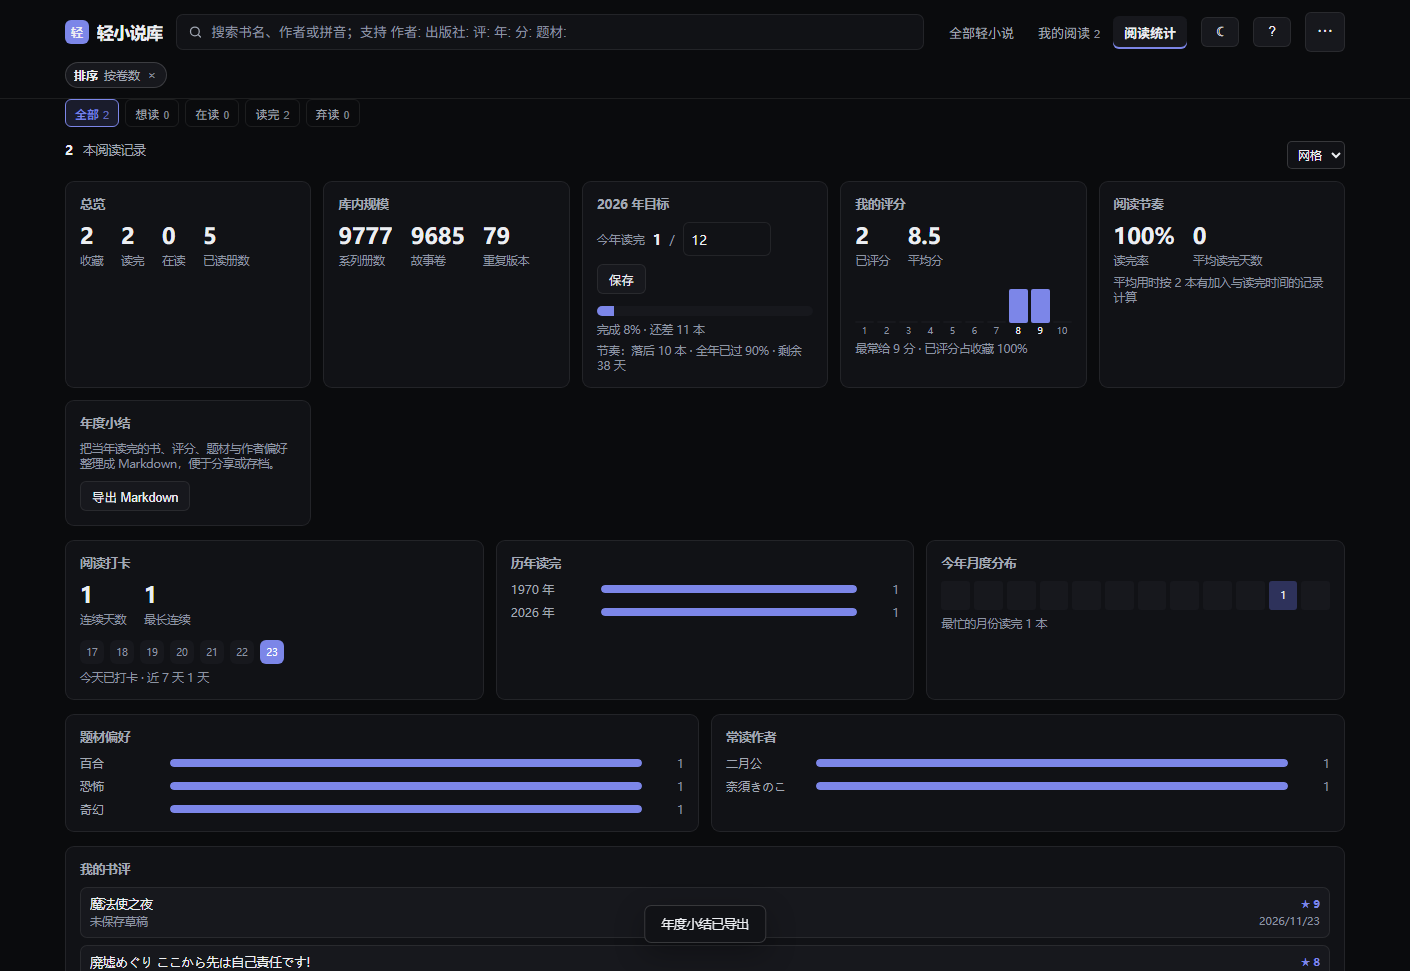 轻 轻小说库 搜索书名、作者或拼音；支持 作者: 出版社: 评: 年: 分: 题材: 全部轻小说 我的阅读 2 阅读统计 ☾ ? ...
排序 按卷数 ×
全部 2 想读 0 在读 0 读完 2 弃读 0
2 本阅读记录 网格
总览
2 2 0 5
收藏 读完 在读 已读册数
库内规模
9777 9685 79
系列册数 故事卷 重复版本
2026 年目标
今年读完 1 / 12
保存
完成 8% · 还差 11 本
节奏：落后 10 本 · 全年已过 90% · 剩余
38 天
我的评分
2 8.5
已评分 平均分
1 2 3 4 5 6 7 8 9 10
最常给 9 分 · 已评分占收藏 100%
阅读节奏
100% 0
读完率 平均读完天数
平均用时按 2 本有加入与读完时间的记录
计算
年度小结
把当年读完的书、评分、题材与作者偏好
整理成 Markdown，便于分享或存档。
导出 Markdown
阅读打卡
1 1
连续天数 最长连续
17 18 19 20 21 22 23
今天已打卡 · 近 7 天 1 天
历年读完
1970 年 1
2026 年 1
今年月度分布
1
最忙的月份读完 1 本
题材偏好
百合 1
恐怖 1
奇幻 1
常读作者
二月公 1
奈須きのこ 1
我的书评
魔法使之夜 ★ 9
未保存草稿 2026/11/23
年度小结已导出
廃墟めぐり ここから先は自己責任です! ★ 8